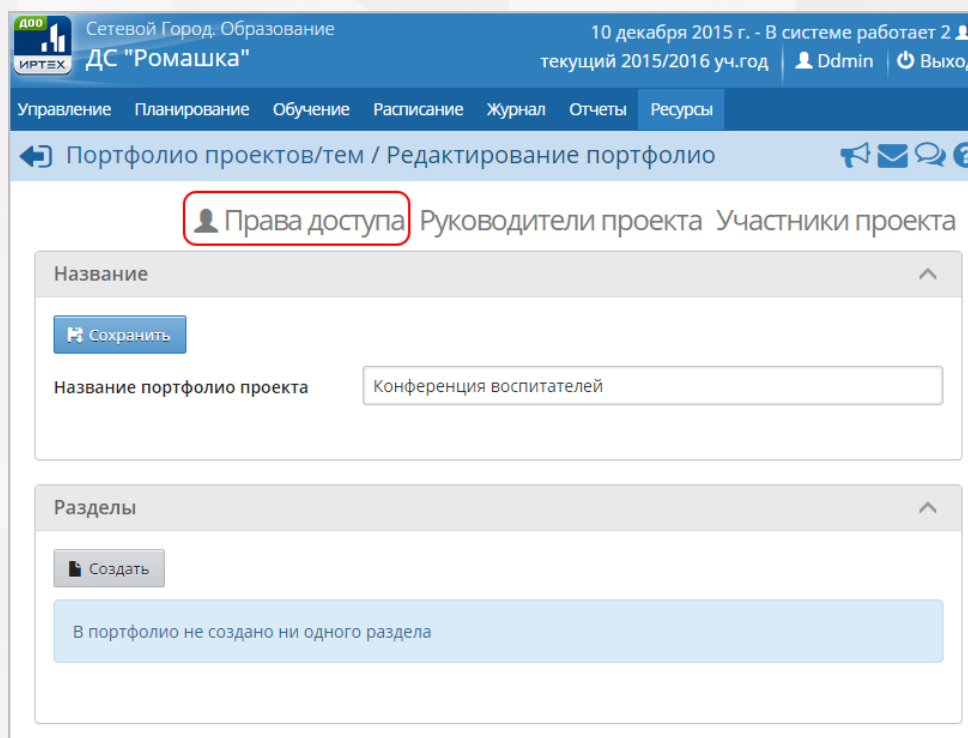 ДОО
ИРТЕХ
Сетевой Город. Образование
ДС "Ромашка"
10 декабря 2015 г. - В системе работает 2
текущий 2015/2016 уч.год Ddmin Выход
Управление Планирование Обучение Расписание Журнал Отчеты Ресурсы
Портфолио проектов/тем / Редактирование портфолио
Права доступа Руководители проекта Участники проекта
Название
Сохранить
Название портфолио проекта Конференция воспитателей
Разделы
Создать
В портфолио не создано ни одного раздела